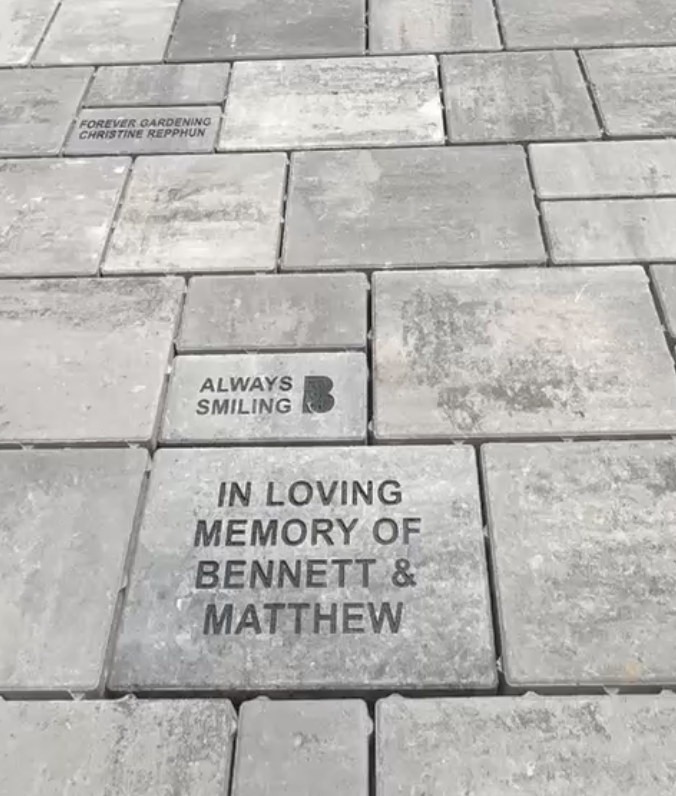 FOREVER GARDENING
CHRISTINE REPPHUN
ALWAYS
SMILING B
IN LOVING
MEMORY OF
BENNETT &
MATTHEW